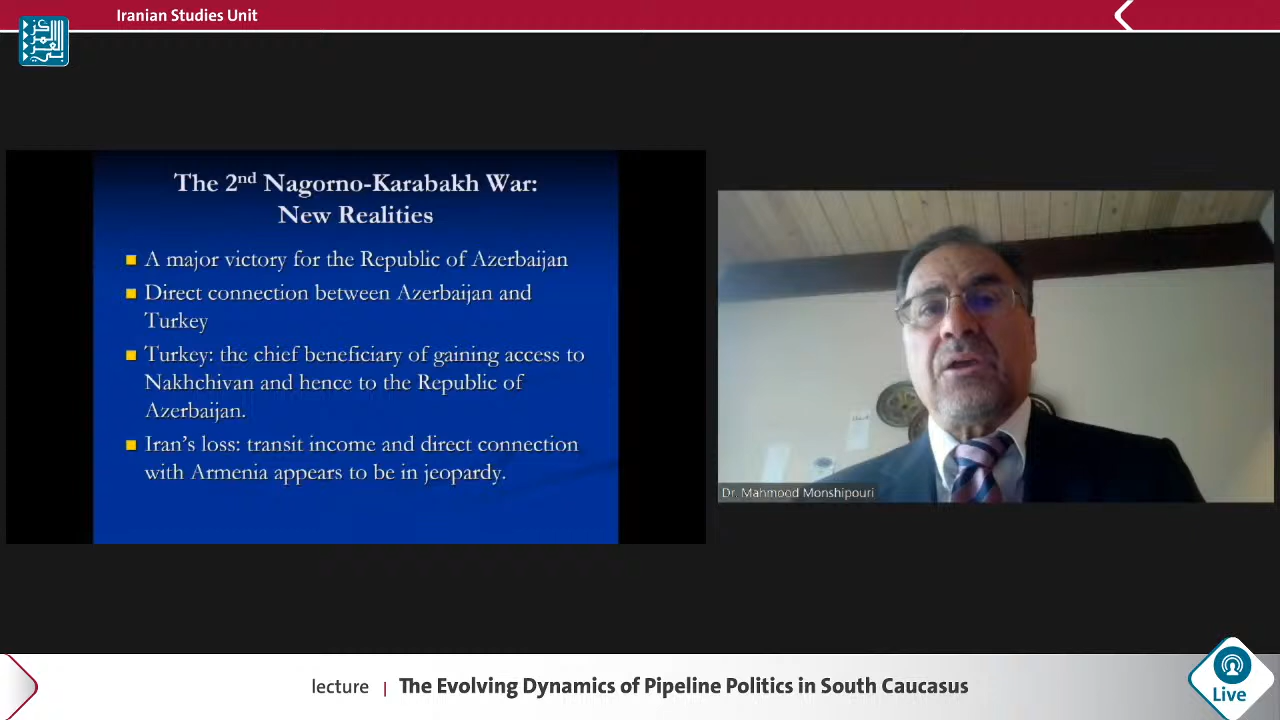 Iranian Studies Unit
المركز
العربي
The 2nd Nagorno-Karabakh War:
New Realities
A major victory for the Republic of Azerbaijan
Direct connection between Azerbaijan and
Turkey
Turkey: the chief beneficiary of gaining access to
Nakhchivan and hence to the Republic of
Azerbaijan.
Iran's loss: transit income and direct connection
with Armenia appears to be in jeopardy.
Dr. Mahmood Monshipouri
lecture | The Evolving Dynamics of Pipeline Politics in South Caucasus
Live